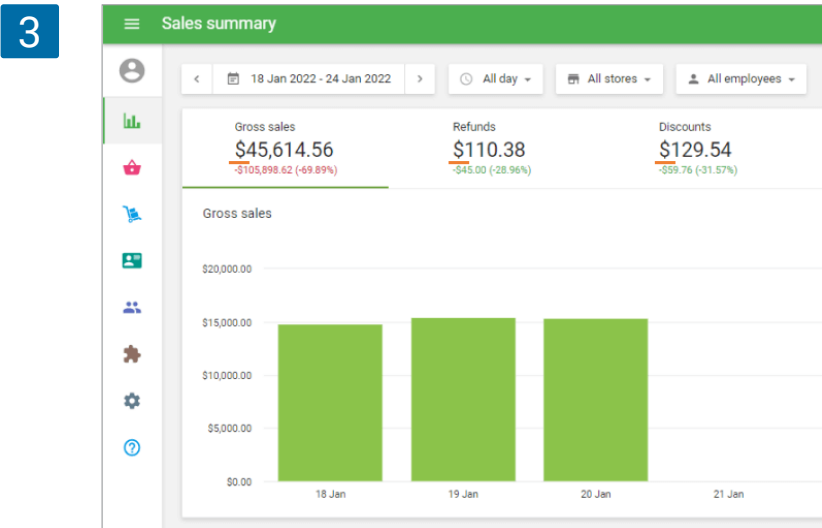 3
Sales summary
18 Jan 2022 - 24 Jan 2022
All day
All stores
All employees
Gross sales
Refunds
Discounts
$45,614.56
$110.38
$129.54
-$105,898.62 (-69.89%)
-$45.00 (-28.96%)
-$59.76 (-31.57%)
Gross sales
$20,000.00
$15,000.00
$10,000.00
$5,000.00
$0.00
18 Jan
19 Jan
20 Jan
21 Jan